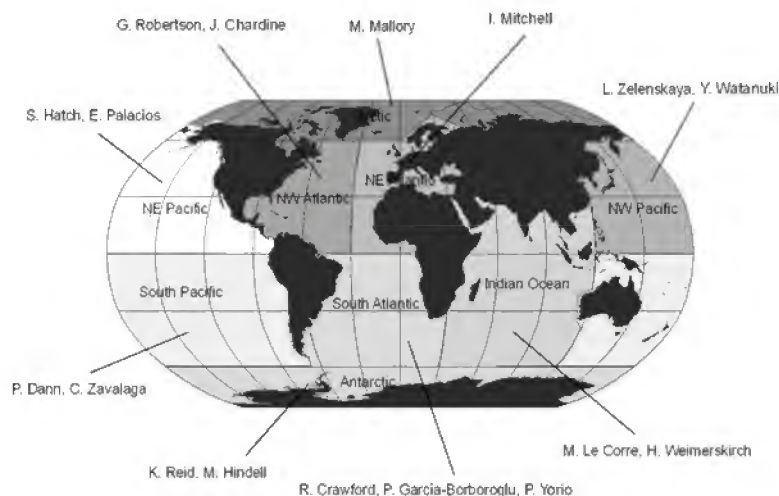 G. Robertson, J. Chardine
M. Mallory
I. Mitchell
L. Zelenskaya, Y. Watanuki
S. Hatch, E. Palacios
NE
NE Pacific
NW Atlantic
NW Pacific
South Pacific
South Atlantic
Indian Ocean
P. Dann, C. Zavalaga
Antarctic
M. Le Corre, H. Weimerskirch
K. Reid, M. Hindell
R. Crawford, P. Garcia-Borboroglu, P. Yorio